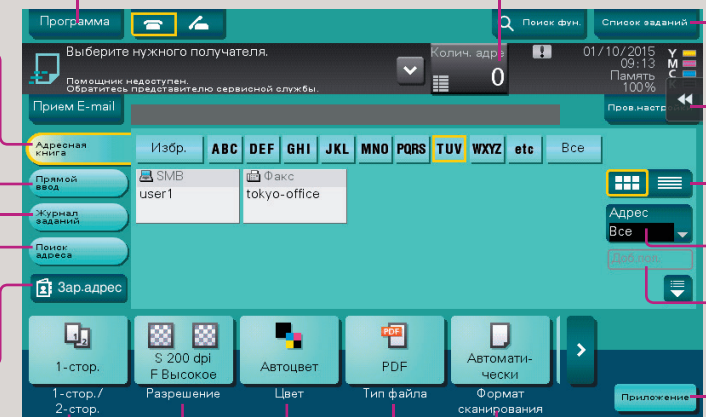 Программа
Поиск фун.
Список заданий
Выберите нужного получателя.
Помощник недоступен.
Обратитесь представителю сервисной службы.
Колич. адре
0
01/10/2015
09:13
Память
100%
Y
M
C
K
Прием E-mail
Пров.настр
Адресная
книга
Избр.
ABC
DEF
GHI
JKL
MNO
PQRS
TUV
WXYZ
etc
Все
Прямой
ввод
SMB
user1
Факс
tokyo-office
Журнал
заданий
Поиск
адреса
Адрес
Все
Доб.пол.
Зар.адрес
1-стор.
S 200 dpi
F Высокое
Автоцвет
PDF
PDF
Автомати-
чески
1-стор./
2-стор.
Разрешение
Цвет
Тип файла
Формат
сканирования
Приложение